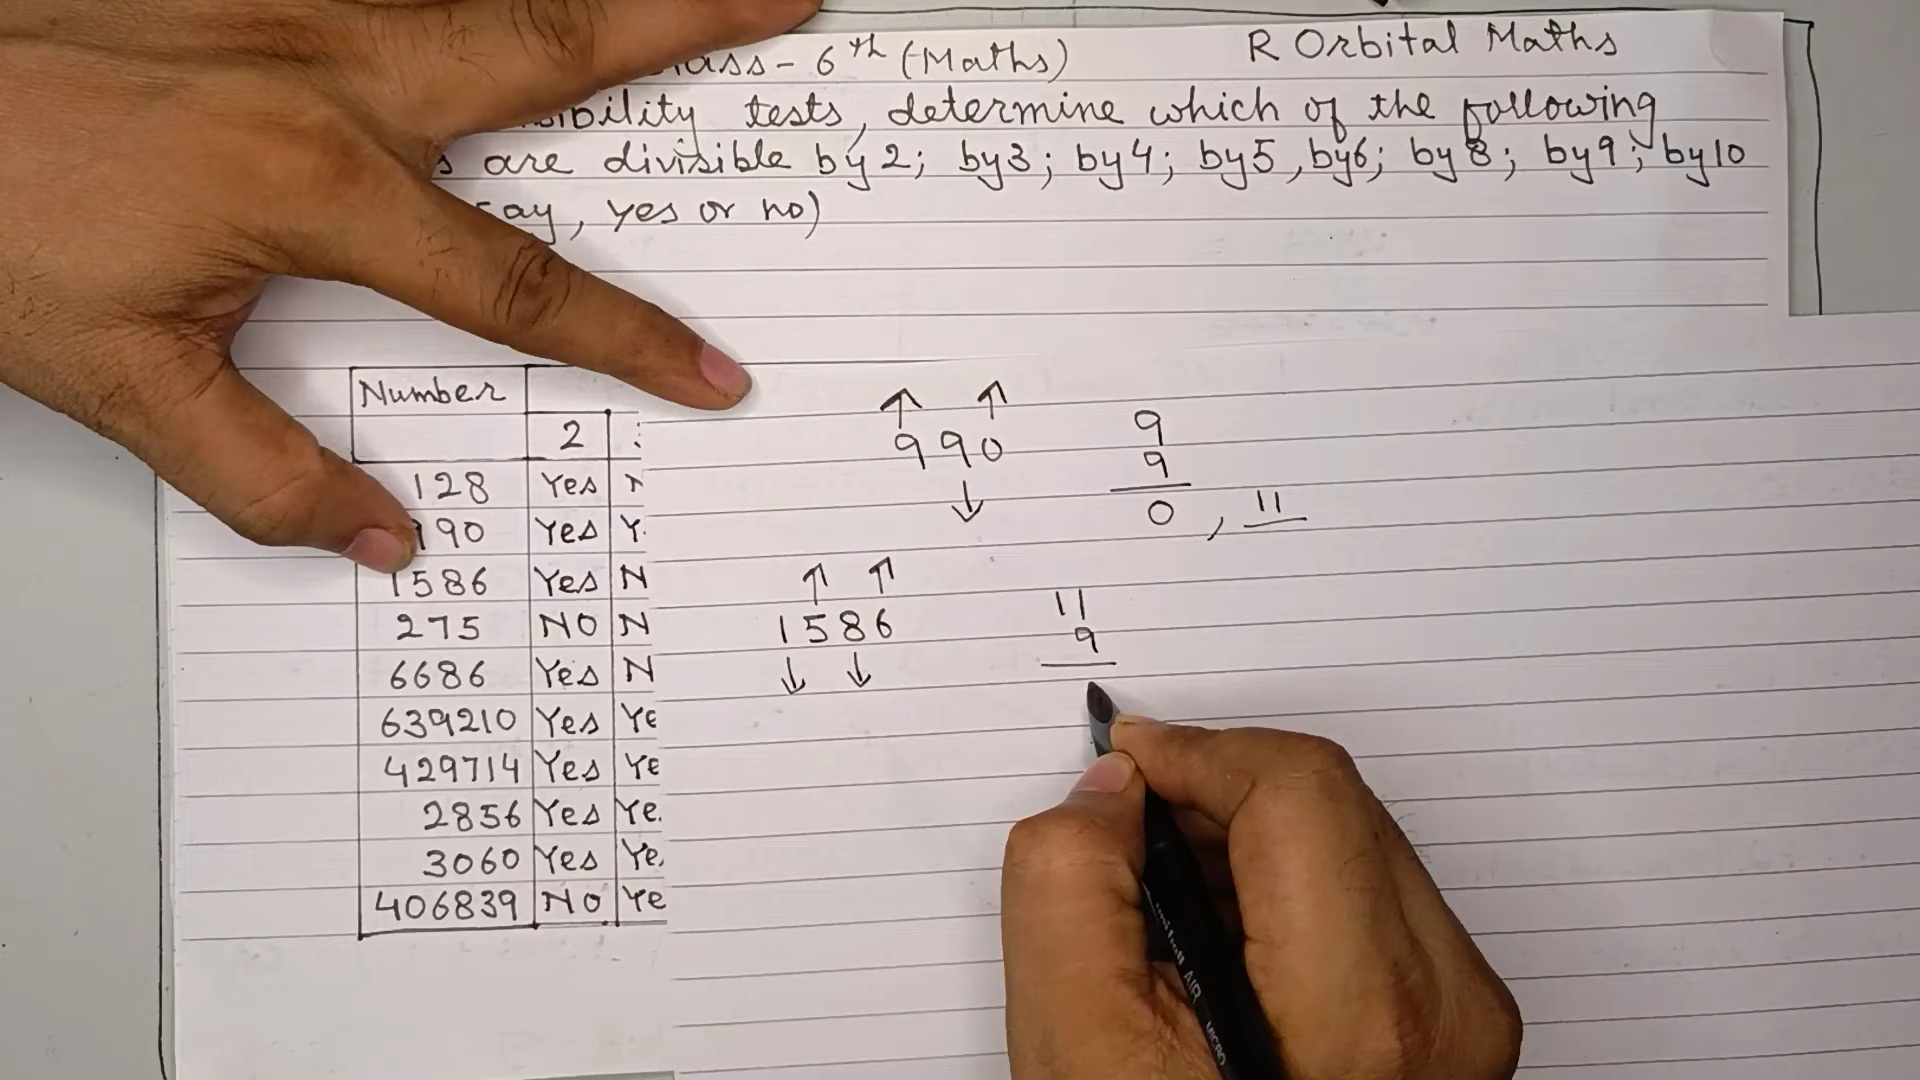 6th (Maths) R Orbital Maths
tests, determine which of the following
are divisible by 2; by 3; by 4; by 5, by 6; by 8; by 9; by 10
yes or no)
Number
2
128 Yes
90 Yes
1586 Yes
275 NO
6686 Yes
639210 Yes
429714 Yes
2856 Yes
3060 Yes
406839 NO
↑ ↑
990
↓
9
9
0, 11
↑ ↑
1586
↓ ↓
11
9